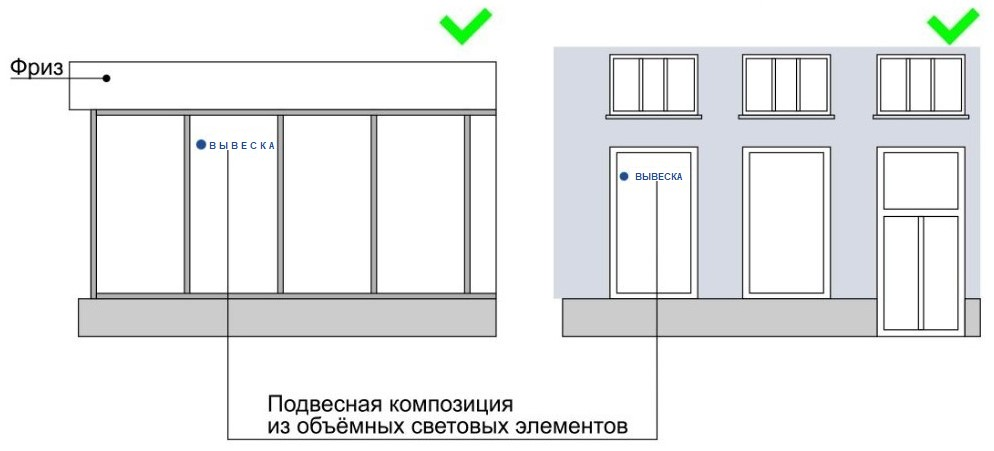 Фриз
ВЫВЕСКА
ВЫВЕСКА
Подвесная композиция
из объёмных световых элементов